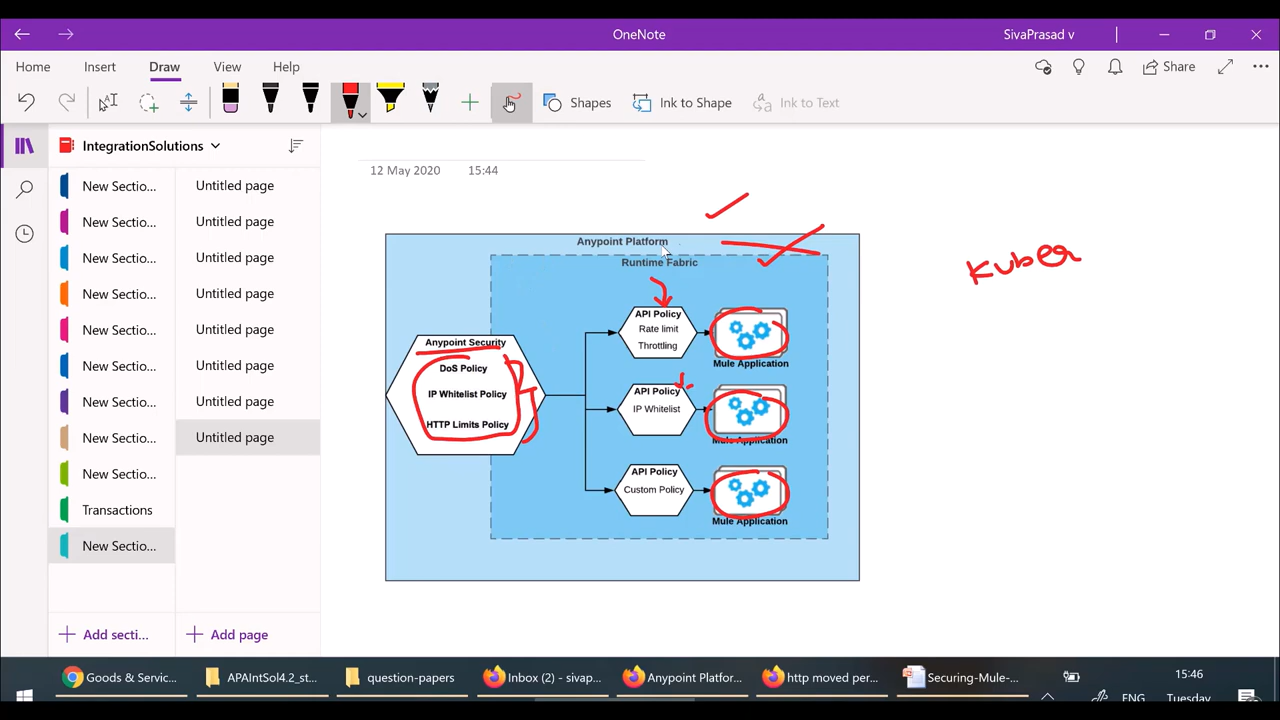 OneNote
SivaPrasad v
Home Insert Draw View Help
Share
Shapes
Ink to Shape
Ink to Text
IntegrationSolutions
New Sectio...
New Sectio...
New Sectio...
New Sectio...
New Sectio...
New Sectio...
New Sectio...
New Sectio...
New Sectio...
Transactions
New Sectio...
Add secti...
Untitled page
Untitled page
Untitled page
Untitled page
Untitled page
Untitled page
Untitled page
Untitled page
Add page
12 May 2020 15:44
Anypoint Platform
Runtime Fabric
Anypoint Security
DoS Policy
IP Whitelist Policy
HTTP Limits Policy
API Policy
Rate limit
Throttling
Mule Application
API Policy
IP Whitelist
Mule Application
API Policy
Custom Policy
Mule Application
Kuber
Goods & Servic...
APAIntSol4.2_st...
question-papers
Inbox (2) - sivap...
Anypoint Platfor...
http moved per...
Securing-Mule-...
ENG
15:46
Tuesday